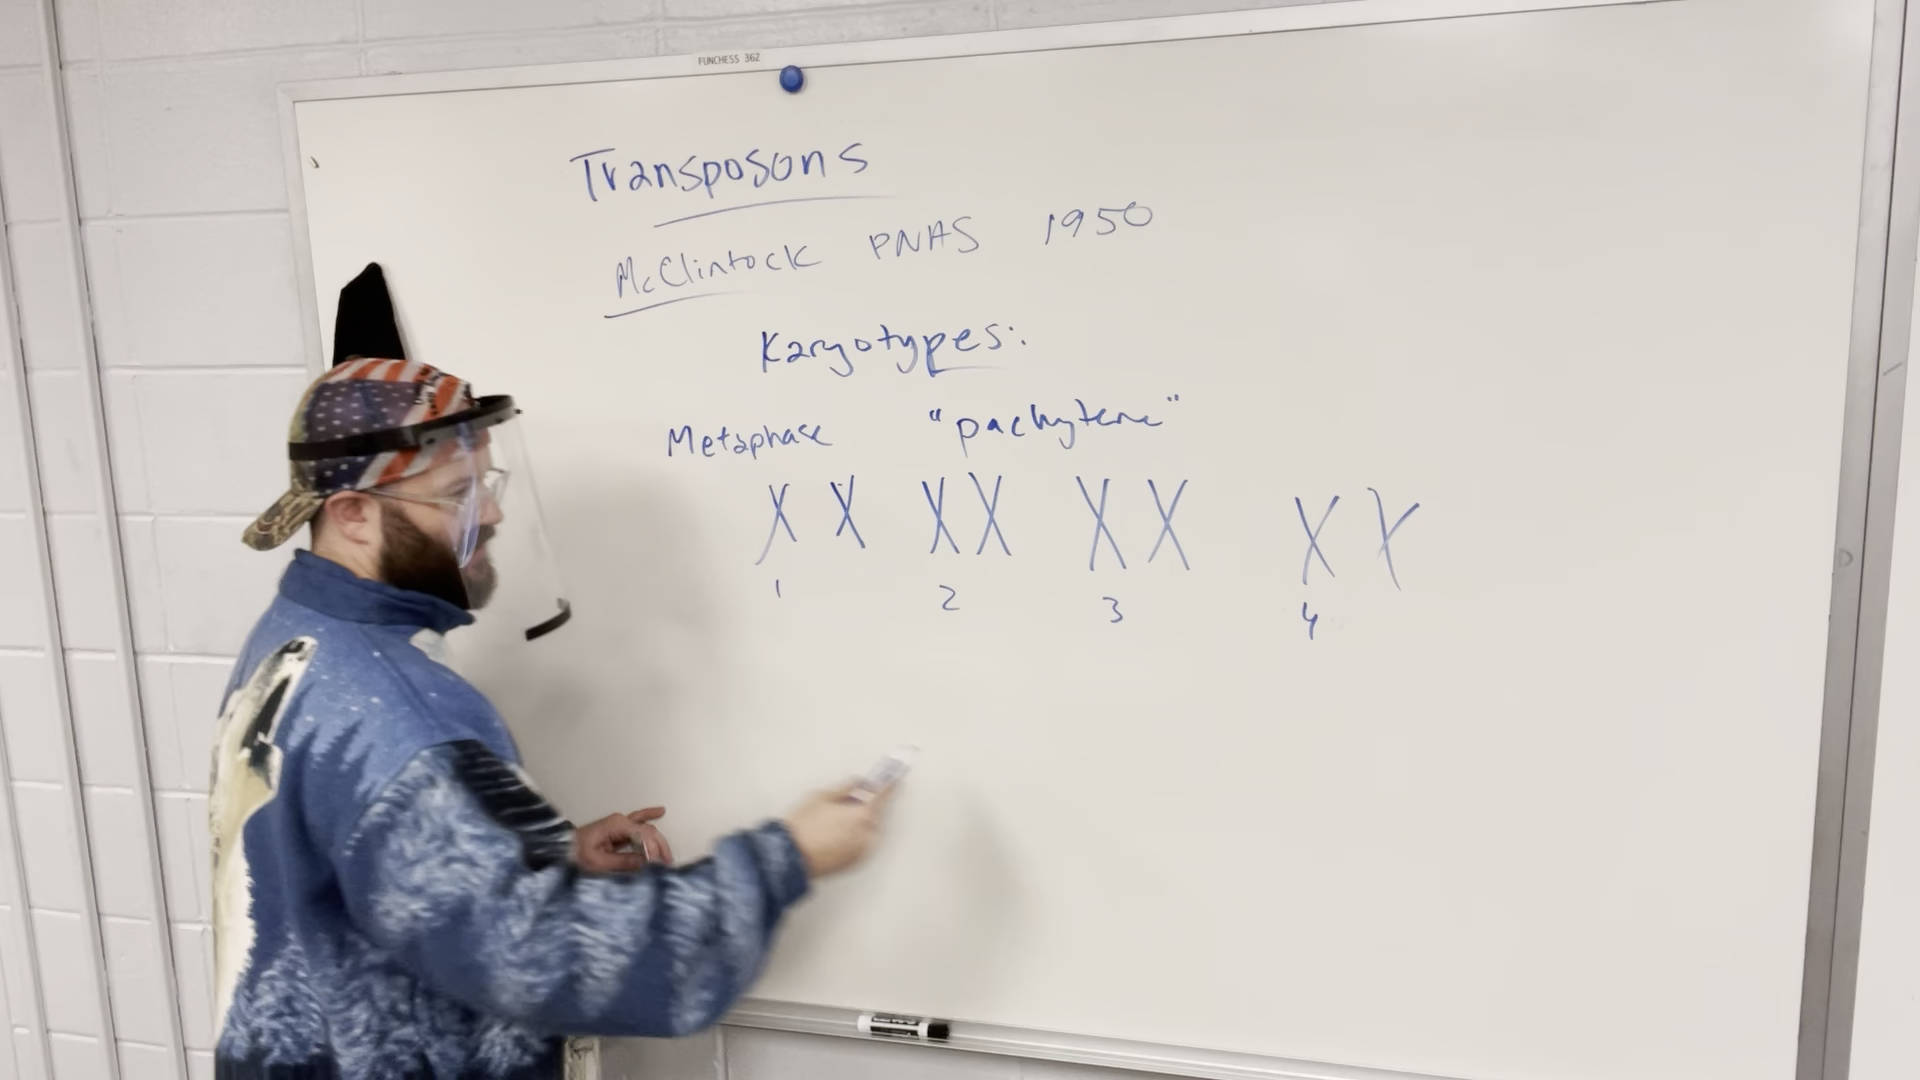 FUNCHESS 362
Transposons
McClintock PNAS 1950
Karyotypes:
Metaphase "pachytene"
X X X X X X X X
1 2 3 4